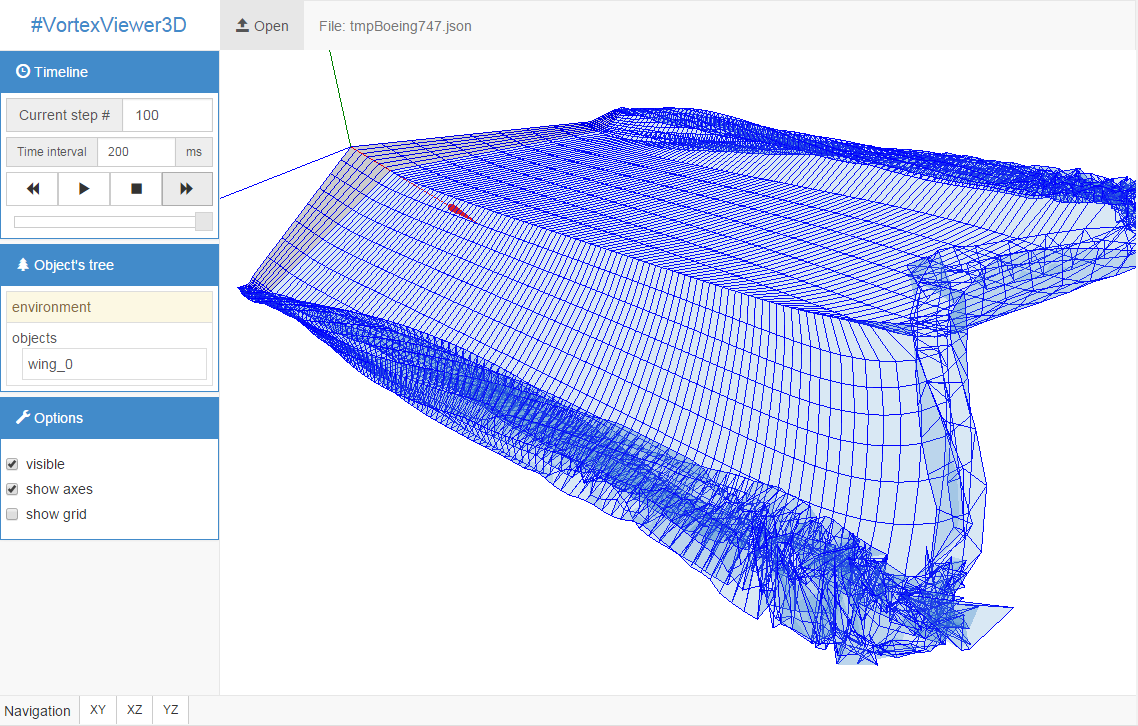 #VortexViewer3D
Open
File: tmpBoeing747.json
Timeline
Current step # 100
Time interval 200 ms
Object's tree
environment
objects
wing_0
Options
visible
show axes
show grid
Navigation XY XZ YZ